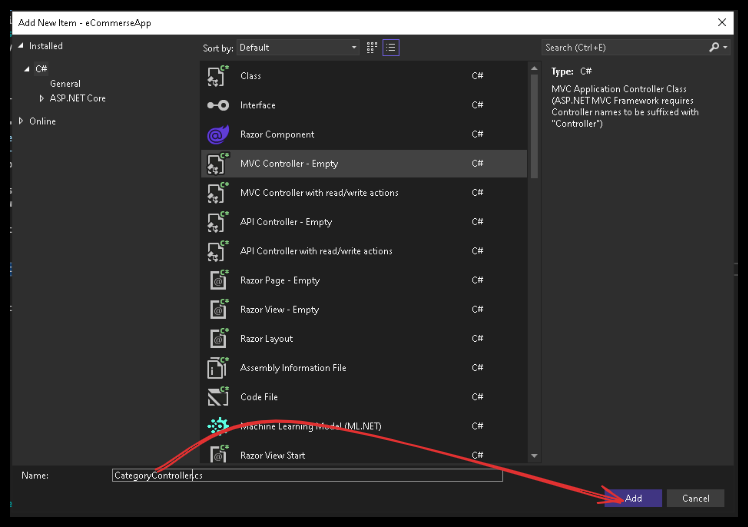 Add New Item - eCommerseApp
Installed
C#
General
ASP.NET Core
Online
Sort by: Default
Search (Ctrl+E)
Class C#
Interface C#
Razor Component C#
MVC Controller - Empty C#
MVC Controller with read/write actions C#
API Controller - Empty C#
API Controller with read/write actions C#
Razor Page - Empty C#
Razor View - Empty C#
Razor Layout C#
Assembly Information File C#
Code File C#
Machine Learning Model (ML.NET) C#
Razor View Start C#
Type: C#
MVC Application Controller Class
(ASP.NET MVC Framework requires
Controller names to be suffixed with
"Controller")
Name: CategoryController.cs
Add Cancel